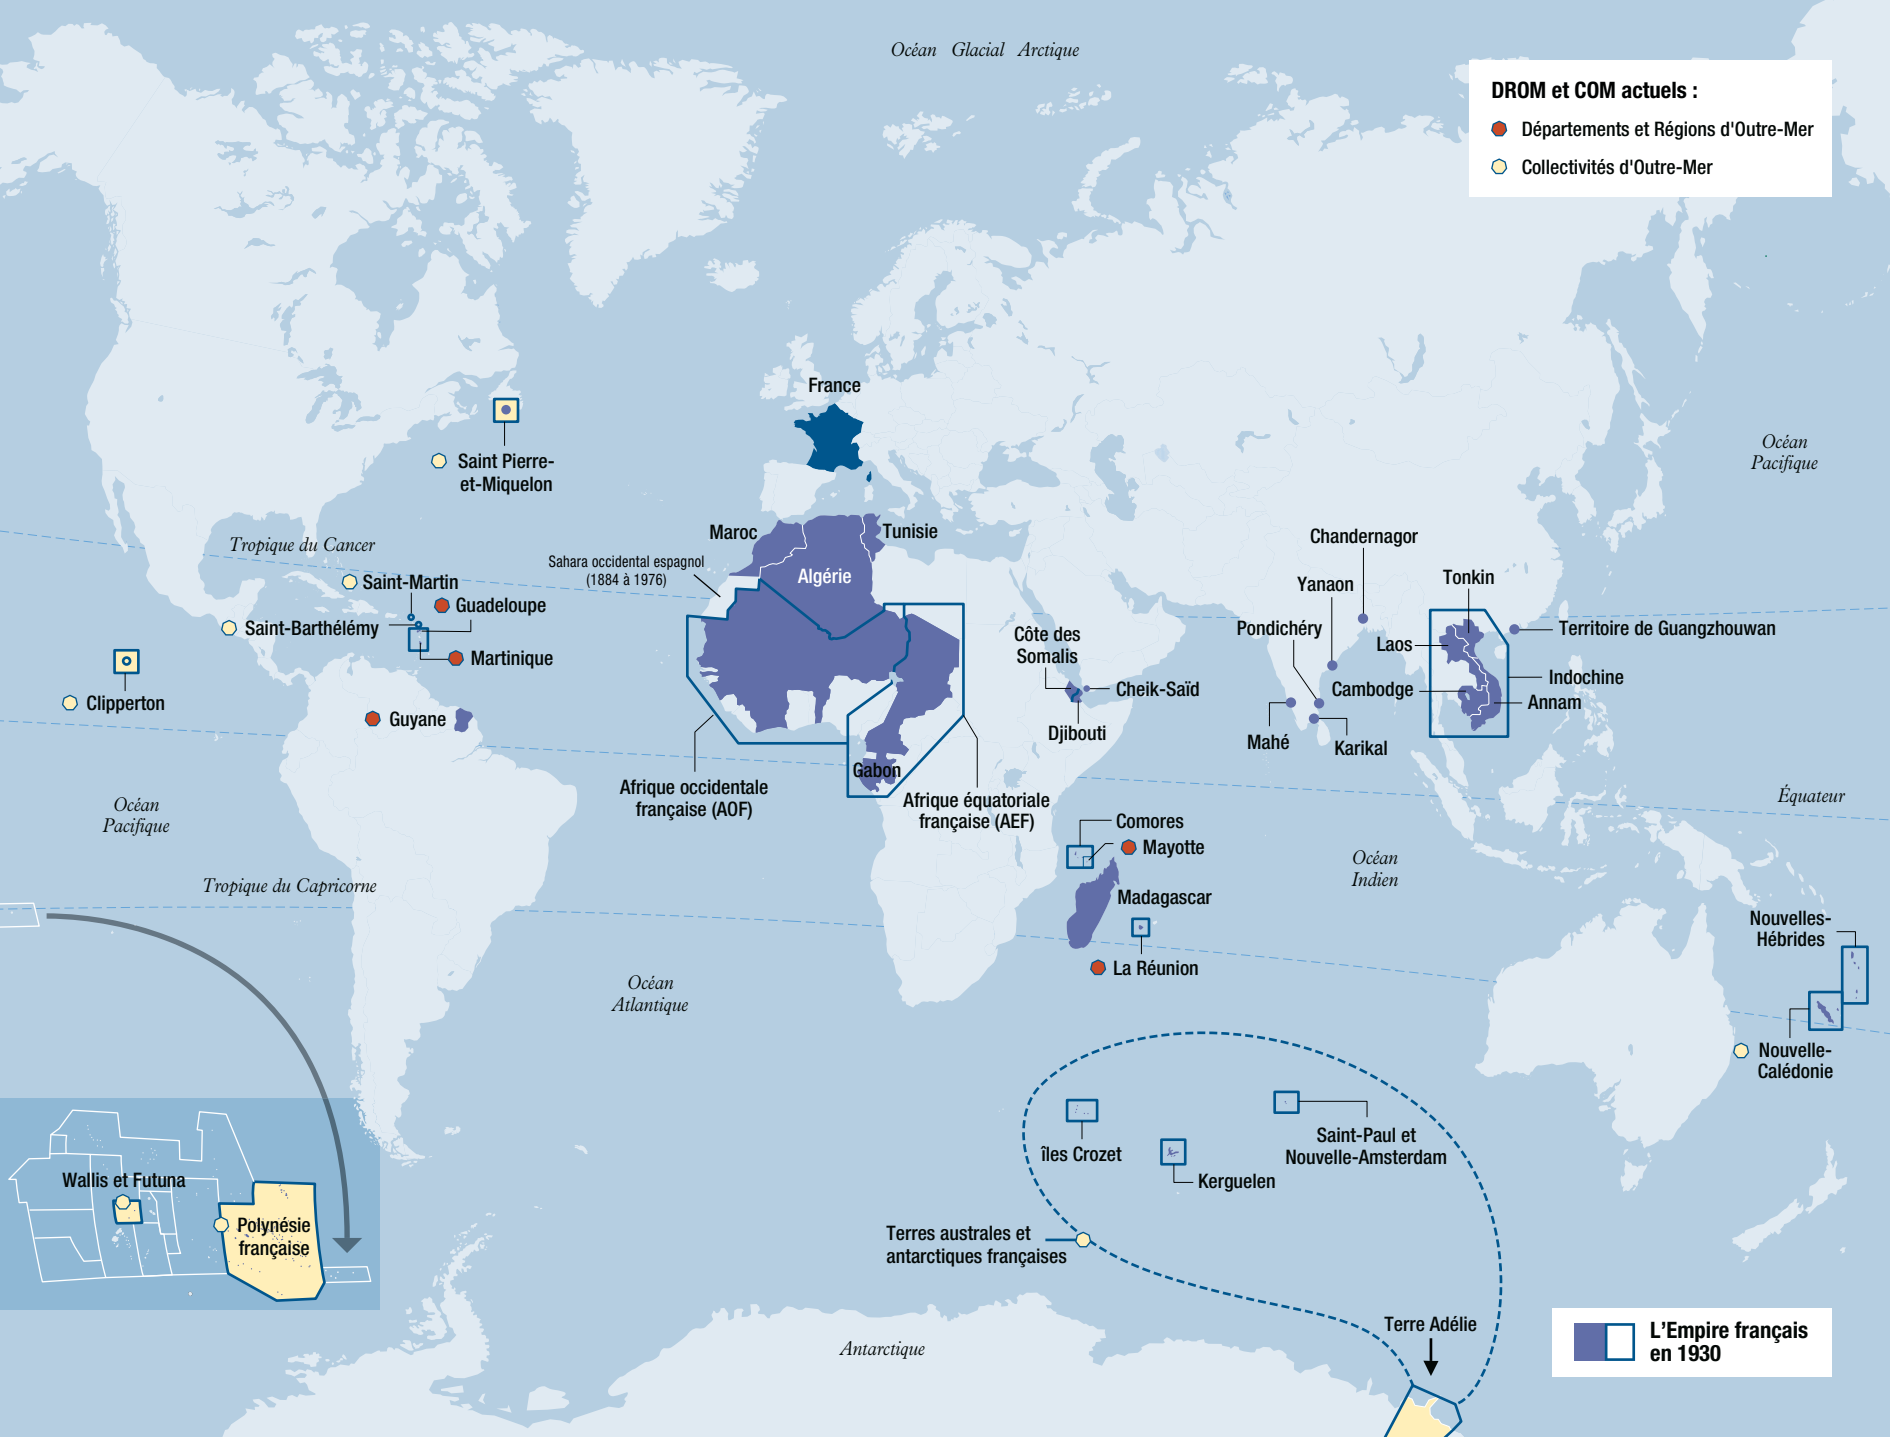 Océan Glacial Arctique
DROM et COM actuels :
Départements et Régions d'Outre-Mer
Collectivités d'Outre-Mer
France
Océan
Pacifique
Saint Pierre-
et-Miquelon
Maroc
Tunisie
Algérie
Sahara occidental espagnol
(1884 à 1976)
Tropique du Cancer
Saint-Martin
Guadeloupe
Saint-Barthélémy
Martinique
Clipperton
Guyane
Chandernagor
Yanaon
Tonkin
Pondichéry
Laos
Territoire de Guangzhouwan
Côte des
Somalis
Cheik-Saïd
Djibouti
Cambodge
Indochine
Annam
Mahé
Karikal
Gabon
Afrique occidentale
française (AOF)
Afrique équatoriale
française (AEF)
Équateur
Océan
Pacifique
Comores
Mayotte
Océan
Indien
Tropique du Capricorne
Madagascar
La Réunion
Nouvelles-
Hébrides
Océan
Atlantique
Nouvelle-
Calédonie
îles Crozet
Saint-Paul et
Nouvelle-Amsterdam
Kerguelen
Wallis et Futuna
Polynésie
française
Terres australes et
antarctiques françaises
Terre Adélie
Antarctique
L'Empire français
en 1930